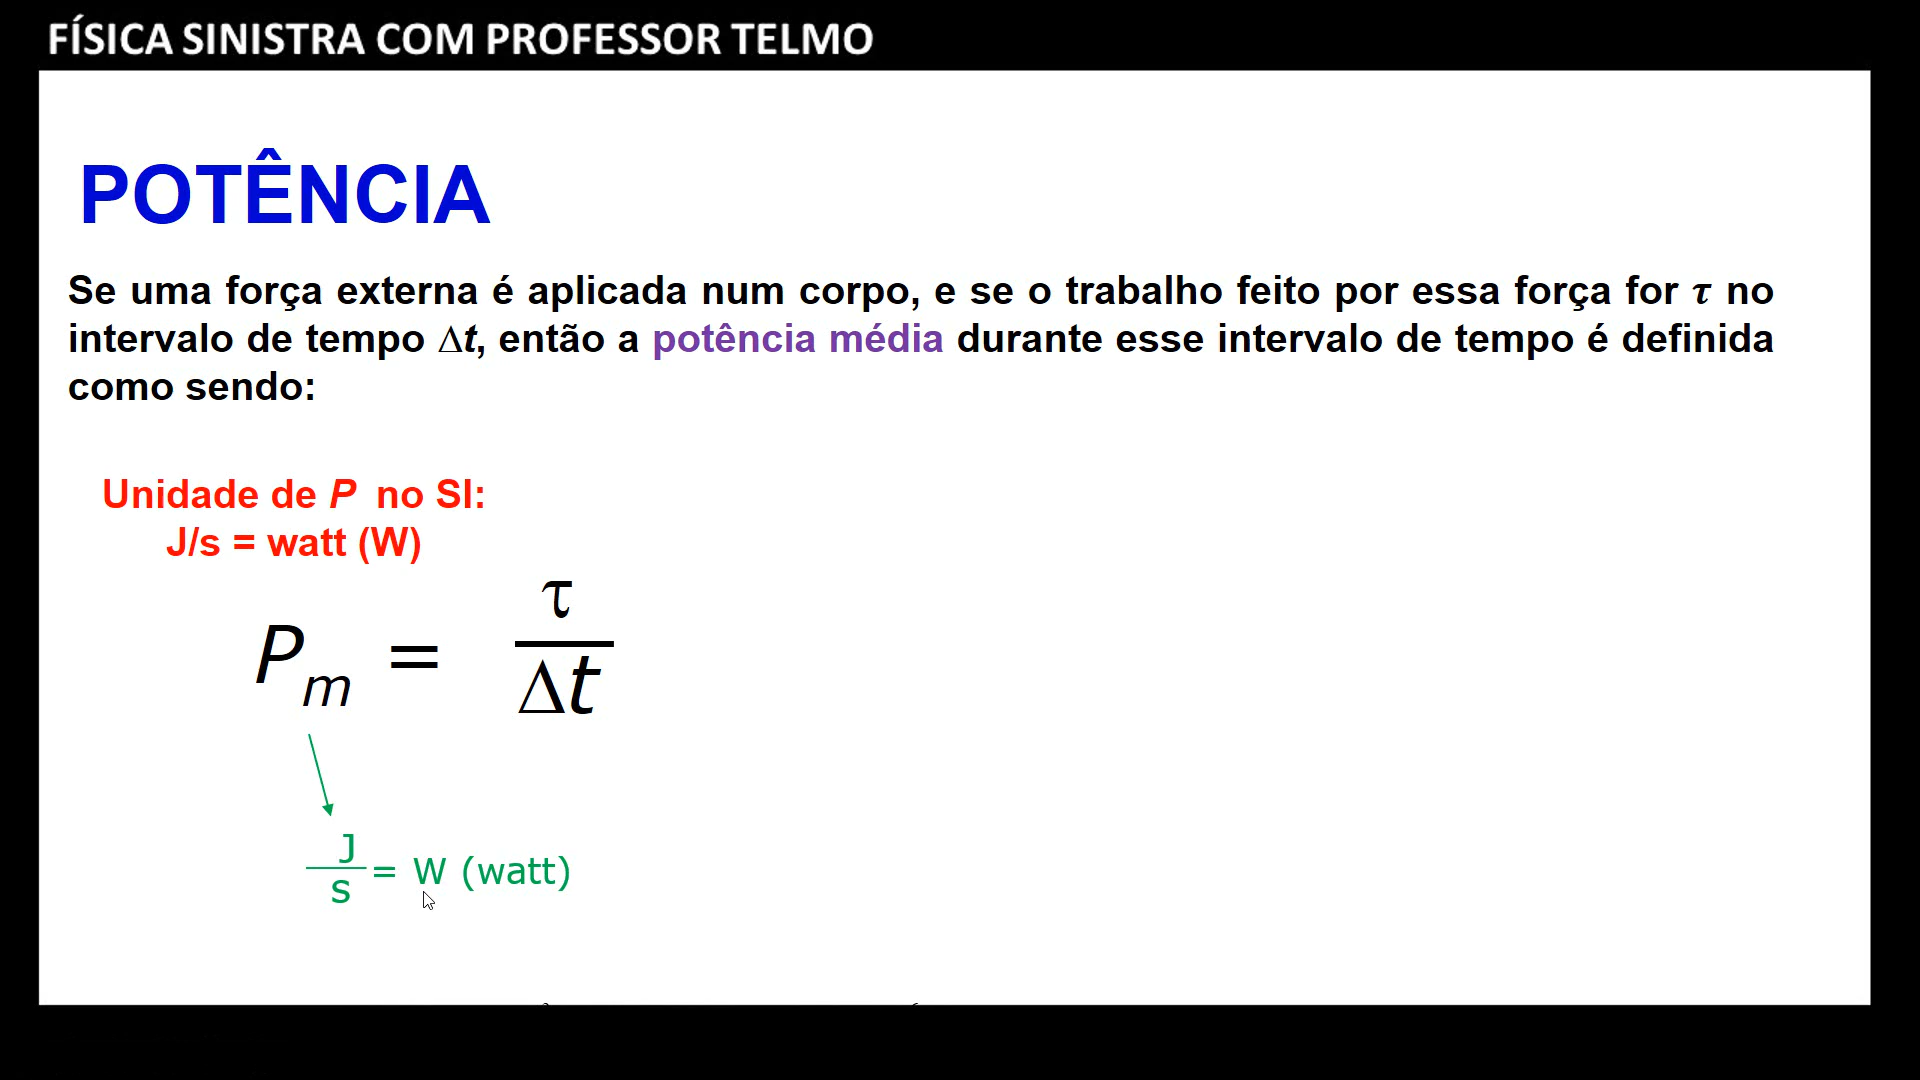 FÍSICA SINISTRA COM PROFESSOR TELMO
POTÊNCIA
Se uma força externa é aplicada num corpo, e se o trabalho feito por essa força for τ no
intervalo de tempo Δt, então a potência média durante esse intervalo de tempo é definida
como sendo:
Unidade de P no SI:
J/s = watt (W)
τ
P_m =
Δt
J
= W (watt)
s